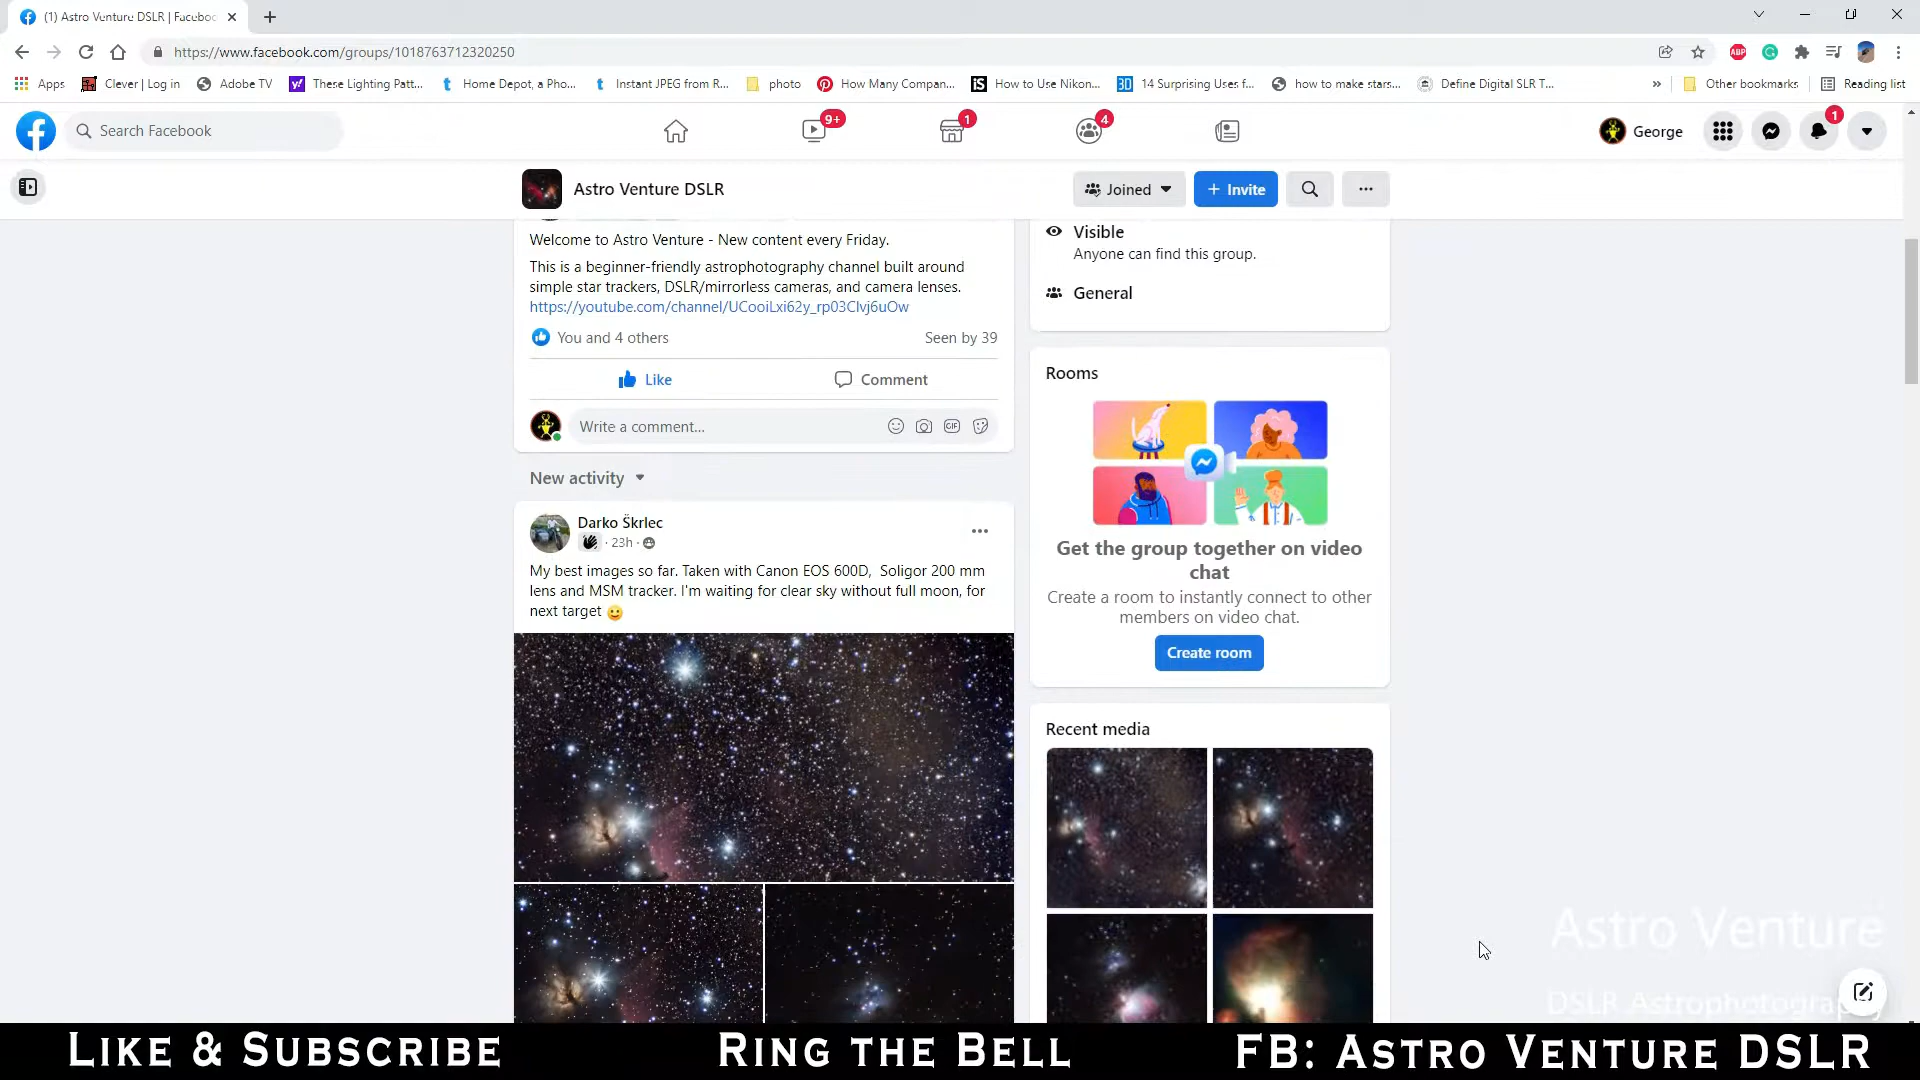 (1) Astro Venture DSLR | Faceboo
https://www.facebook.com/groups/1018763712320250
ABP
Apps
Clever | Log in
Adobe TV
These Lighting Patt...
Home Depot, a Pho...
Instant JPEG from R...
photo
How Many Compan...
How to Use Nikon...
14 Surprising Uses f...
how to make stars...
Define Digital SLR T...
Other bookmarks
Reading list
Search Facebook
9+
1
4
George
1
Astro Venture DSLR
Joined
+ Invite
Welcome to Astro Venture - New content every Friday.
This is a beginner-friendly astrophotography channel built around
simple star trackers, DSLR/mirrorless cameras, and camera lenses.
https://youtube.com/channel/UCooiLxi62y_rp03Clvj6uOw
You and 4 others
Seen by 39
Like
Comment
Write a comment...
GIF
New activity
Darko Škrlec
· 23h ·
My best images so far. Taken with Canon EOS 600D, Soligor 200 mm
lens and MSM tracker. I'm waiting for clear sky without full moon, for
next target
Visible
Anyone can find this group.
General
Rooms
Get the group together on video
chat
Create a room to instantly connect to other
members on video chat.
Create room
Recent media
Astro Venture
DSLR Astrophotography
Like & Subscribe
Ring the Bell
FB: Astro Venture DSLR